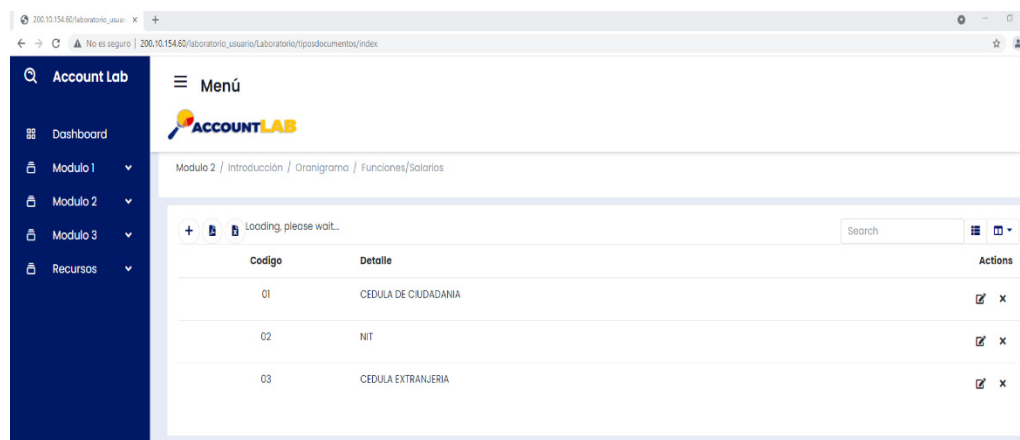 200.10.154.60/laboratorio_usuar
No es seguro | 200.10.154.60/laboratorio_usuario/Laboratorio/tiposdocumentos/index
Account Lab
Dashboard
Modulo 1
Modulo 2
Modulo 3
Recursos
Menú
ACCOUNTLAB
Modulo 2 / Introducción / Oranigrama / Funciones/Salarios
Loading, please wait...
Search
Codigo Detalle Actions
01 CEDULA DE CIUDADANIA
02 NIT
03 CEDULA EXTRANJERIA